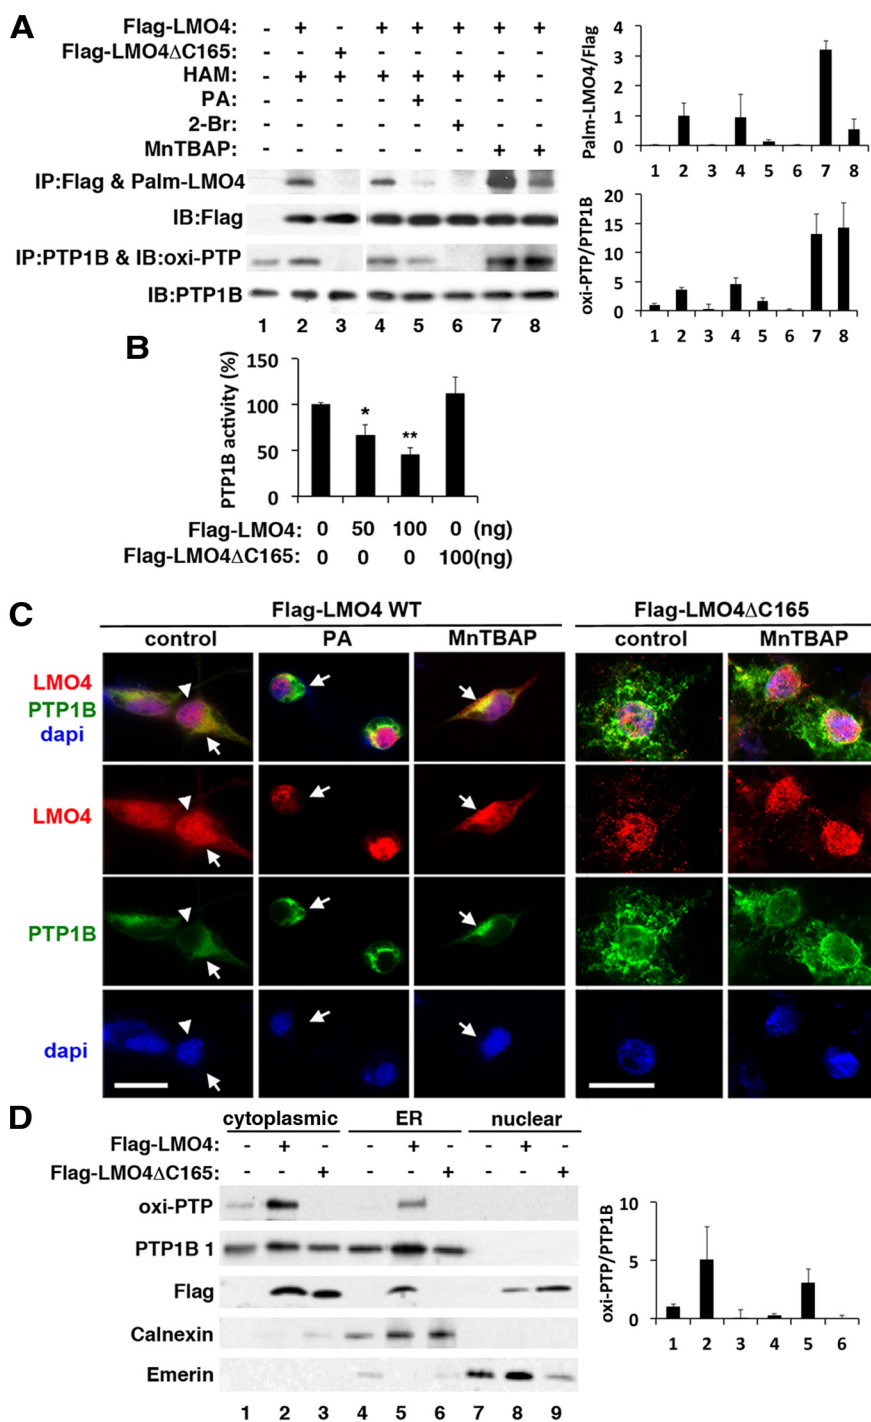 A
Flag-LMO4: - + - + + + + +
Flag-LMO4ΔC165: - - + - - - - -
HAM: - + + + + + + -
PA: - - - - + - - -
2-Br: - - - - - + - -
MnTBAP: - - - - - - + +
IP:Flag & Palm-LMO4
IB:Flag
IP:PTP1B & IB:oxi-PTP
IB:PTP1B
1 2 3 4 5 6 7 8
Palm-LMO4/Flag
4
3
2
1
0
1 2 3 4 5 6 7 8
oxi-PTP/PTP1B
20
15
10
5
0
1 2 3 4 5 6 7 8
B
PTP1B activity (%)
150
100
50
0
* **
Flag-LMO4: 0 50 100 0 (ng)
Flag-LMO4ΔC165: 0 0 0 100(ng)
C
Flag-LMO4 WT Flag-LMO4ΔC165
control PA MnTBAP control MnTBAP
LMO4
PTP1B
dapi
LMO4
PTP1B
dapi
D
cytoplasmic ER nuclear
Flag-LMO4: - + - - + - - + -
Flag-LMO4ΔC165: - - + - - + - - +
oxi-PTP
PTP1B 1
Flag
Calnexin
Emerin
1 2 3 4 5 6 7 8 9
oxi-PTP/PTP1B
10
5
0
1 2 3 4 5 6